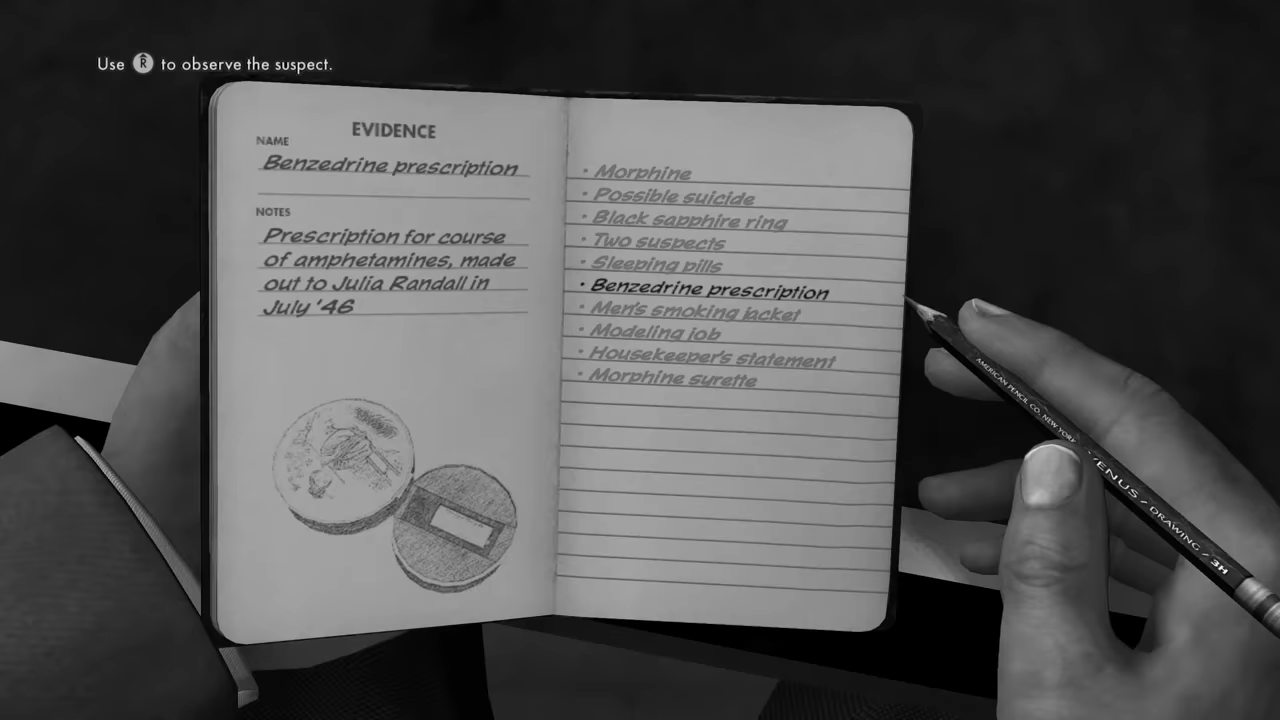 Use R to observe the suspect.
EVIDENCE
NAME
Benzedrine prescription
NOTES
Prescription for course
of amphetamines, made
out to Julia Randall in
July '46
• Morphine
• Possible suicide
• Black sapphire ring
• Two suspects
• Sleeping pills
• Benzedrine prescription
• Men's smoking jacket
• Modeling job
• Housekeeper's statement
• Morphine syrette
AMERICAN PENCIL CO. NEW YORK
VENUS / DRAWING / 3H